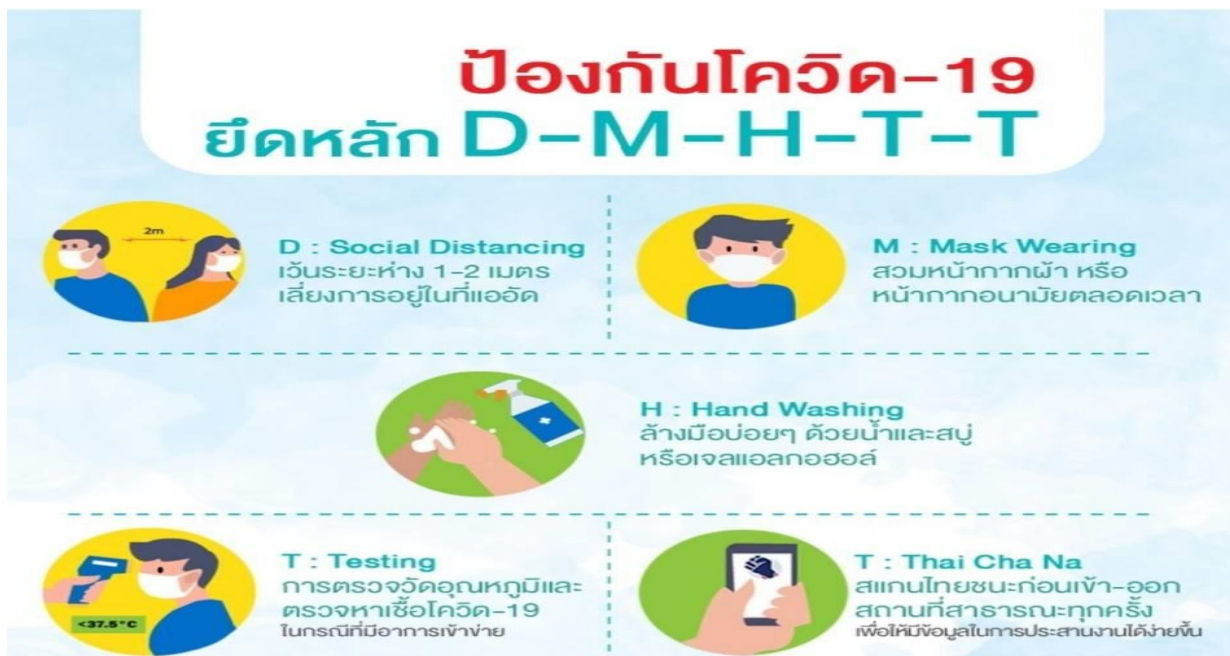 ป้องกันโควิด-19
ยึดหลัก D-M-H-T-T
2m
D : Social Distancing
เว้นระยะห่าง 1-2 เมตร
เลี่ยงการอยู่ในที่แออัด
M : Mask Wearing
สวมหน้ากากผ้า หรือ
หน้ากากอนามัยตลอดเวลา
H : Hand Washing
ล้างมือบ่อยๆ ด้วยน้ำและสบู่
หรือเจลแอลกอฮอล์
<37.5°C
T : Testing
การตรวจวัดอุณหภูมิและ
ตรวจหาเชื้อโควิด-19
ในกรณีที่มีอาการเข้าข่าย
T : Thai Cha Na
สแกนไทยชนะก่อนเข้า-ออก
สถานที่สาธารณะทุกครั้ง
เพื่อให้มีข้อมูลในการประสานงานได้ง่ายขึ้น